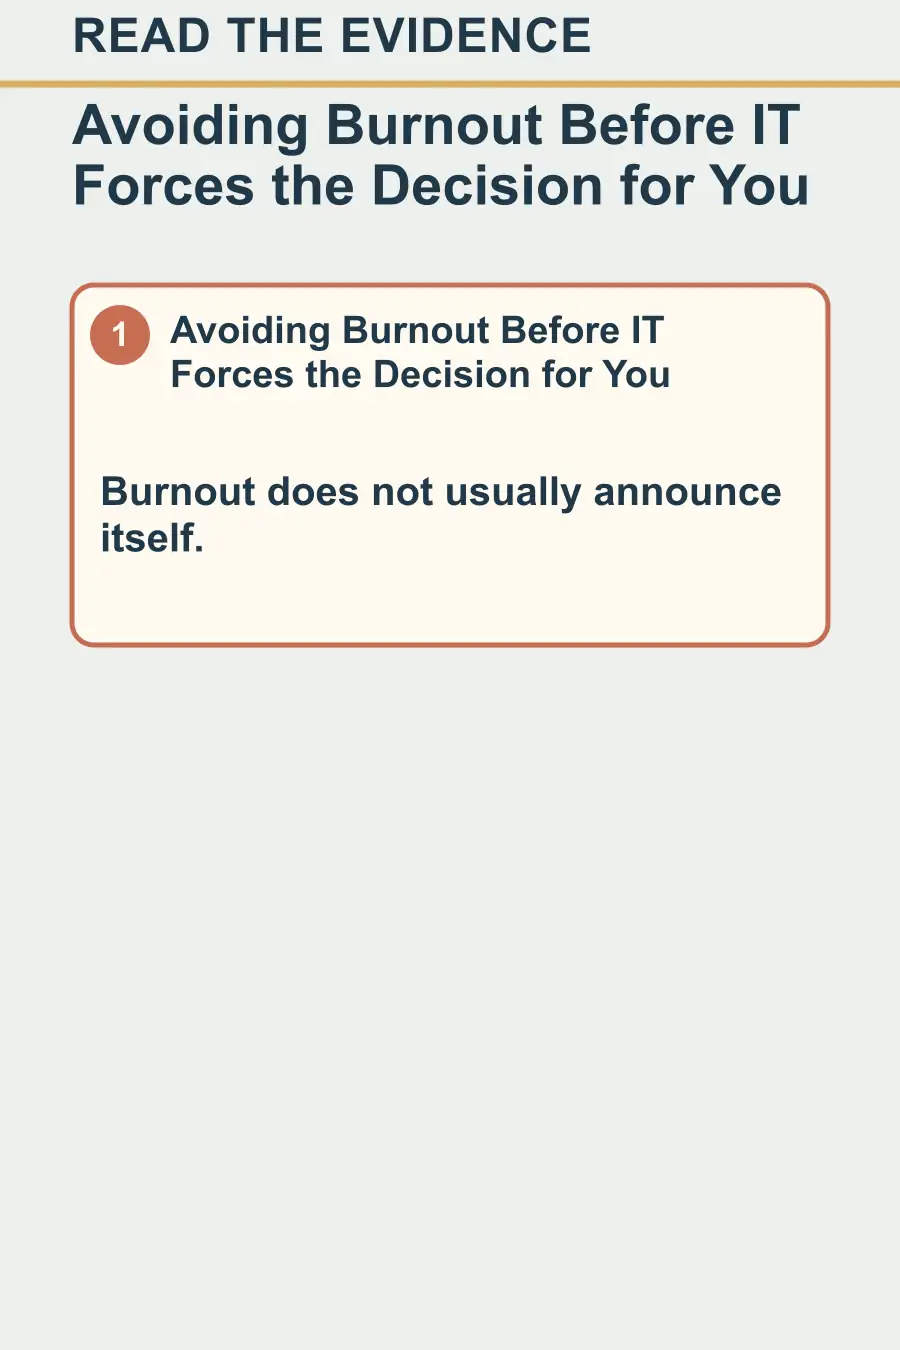 READ THE EVIDENCE
Avoiding Burnout Before IT
Forces the Decision for You
1
Avoiding Burnout Before IT
Forces the Decision for You
Burnout does not usually announce
itself.